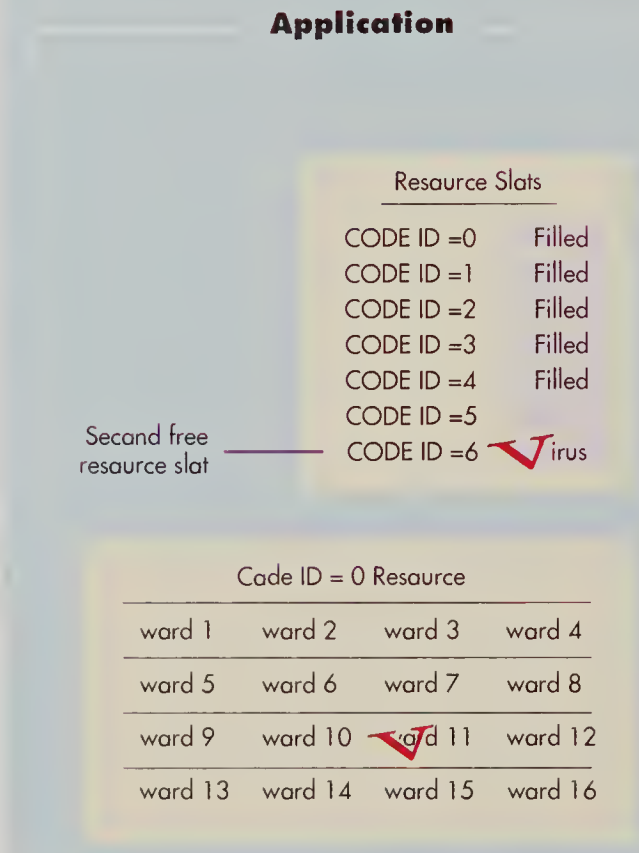 Application
Resaurce Slats
CODE ID =0 Filled
CODE ID =1 Filled
CODE ID =2 Filled
CODE ID =3 Filled
CODE ID =4 Filled
CODE ID =5
Secand free
resaurce slat
CODE ID =6 Virus
Cade ID = 0 Resaurce
ward 1 ward 2 ward 3 ward 4
ward 5 ward 6 ward 7 ward 8
ward 9 ward 10 Vard 11 ward 12
ward 13 ward 14 ward 15 ward 16